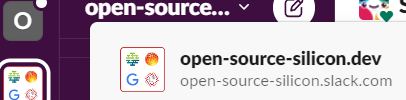 open-source...
O
open-source-silicon.dev
G
open-source-silicon.slack.com
G